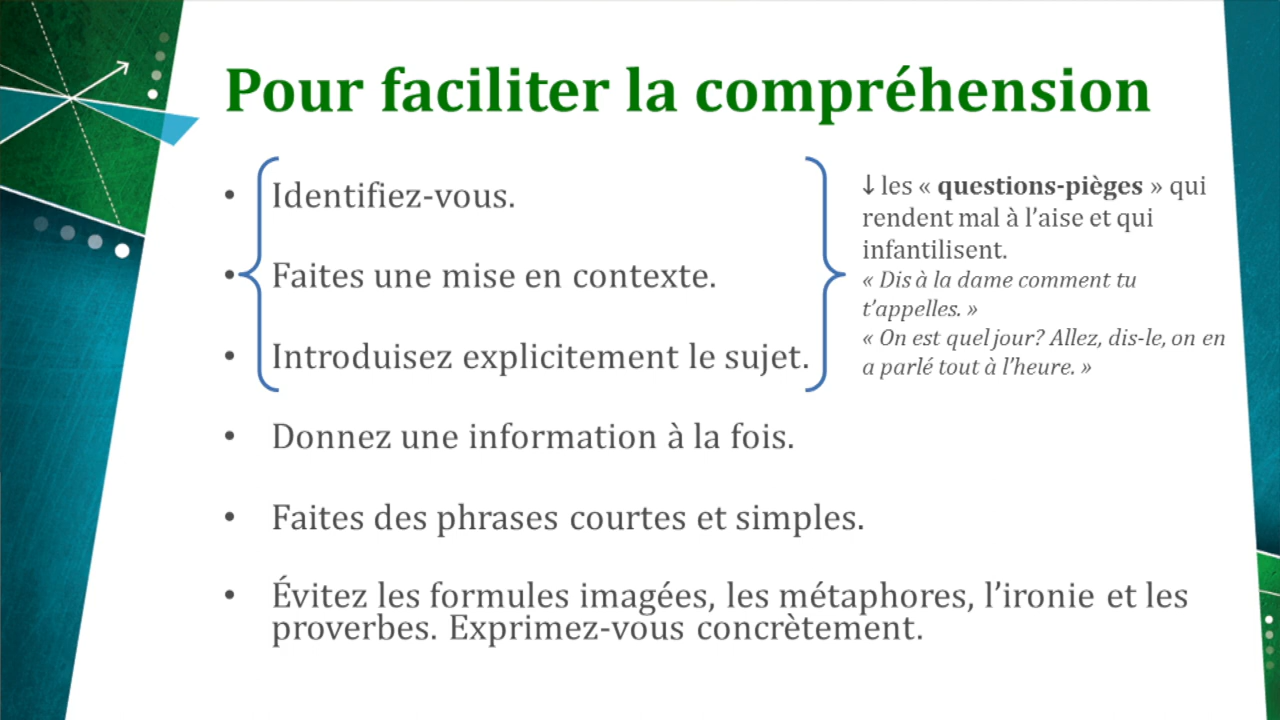 Pour faciliter la compréhension
• Identifiez-vous.
• Faites une mise en contexte.
• Introduisez explicitement le sujet.
↓ les « questions-pièges » qui
rendent mal à l’aise et qui
infantilisent.
« Dis à la dame comment tu
t’appelles. »
« On est quel jour? Allez, dis-le, on en
a parlé tout à l’heure. »
• Donnez une information à la fois.
• Faites des phrases courtes et simples.
• Évitez les formules imagées, les métaphores, l’ironie et les
proverbes. Exprimez-vous concrètement.